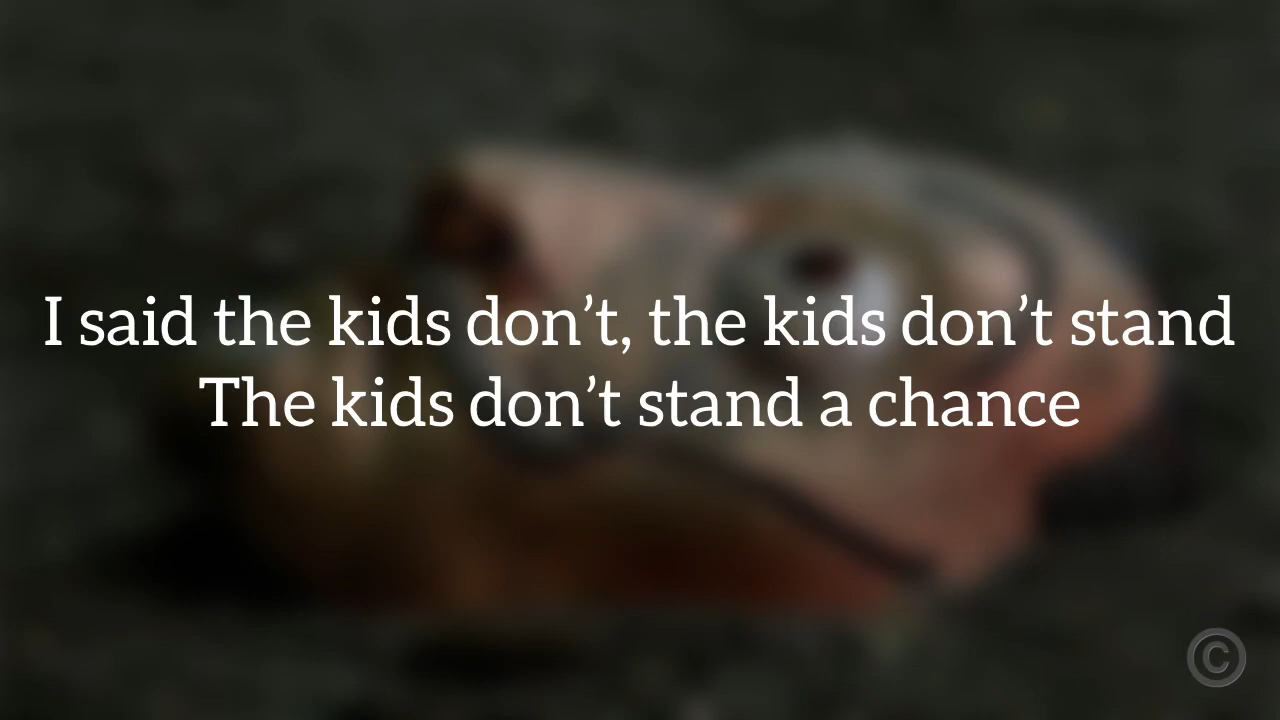 I said the kids don’t, the kids don’t stand
The kids don’t stand a chance
©